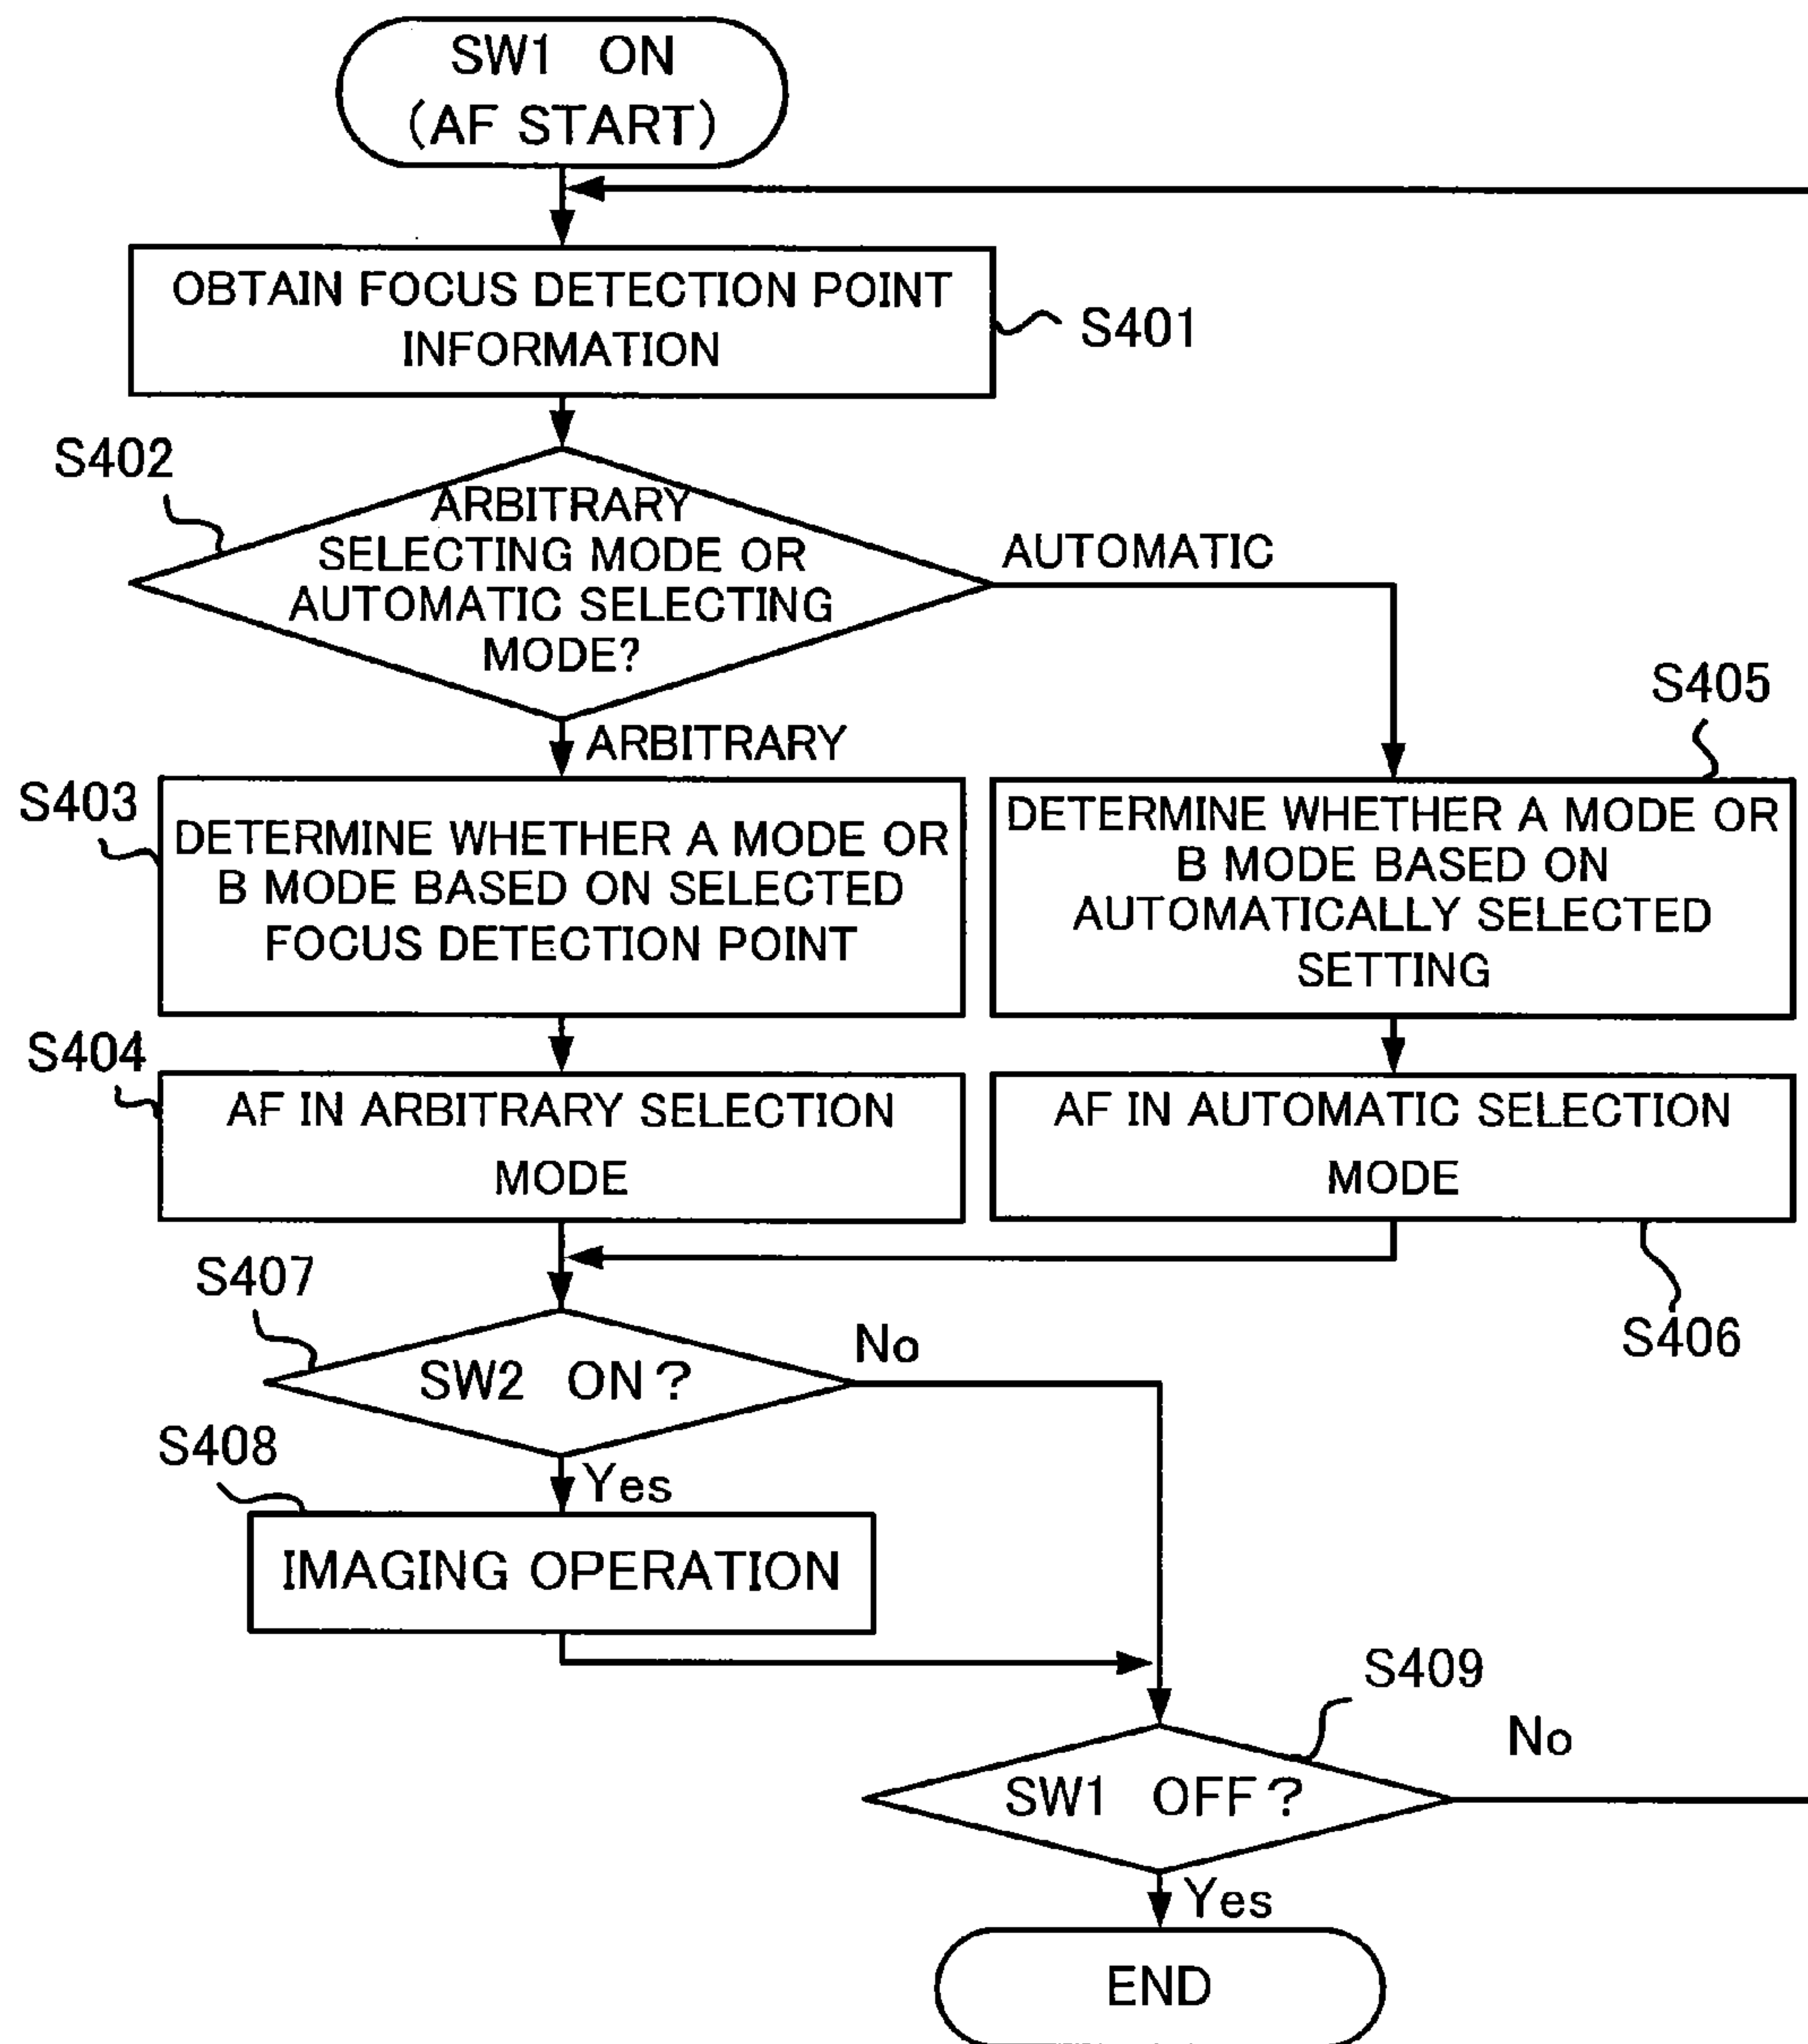 SW1 ON
(AF START)
OBTAIN FOCUS DETECTION POINT
INFORMATION
S401
S402
ARBITRARY
SELECTING MODE OR
AUTOMATIC SELECTING
MODE?
AUTOMATIC
ARBITRARY
S403
DETERMINE WHETHER A MODE OR
B MODE BASED ON SELECTED
FOCUS DETECTION POINT
S405
DETERMINE WHETHER A MODE OR
B MODE BASED ON
AUTOMATICALLY SELECTED
SETTING
S404
AF IN ARBITRARY SELECTION
MODE
AF IN AUTOMATIC SELECTION
MODE
S406
S407
SW2 ON?
No
Yes
S408
IMAGING OPERATION
S409
SW1 OFF?
No
Yes
END